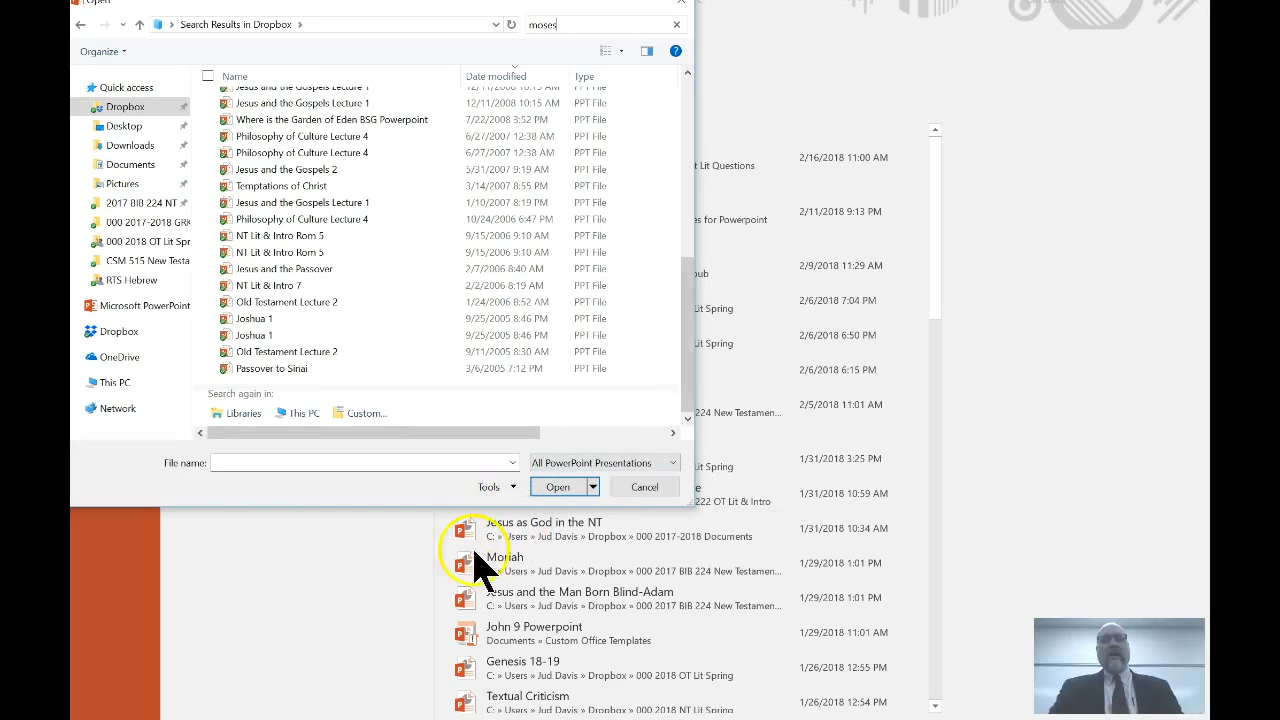 Open
Search Results in Dropbox
moses
Organize
Name Date modified Type
Jesus and the Gospels Lecture 1 12/11/2008 10:15 AM PPT File
Jesus and the Gospels Lecture 1 12/11/2008 10:15 AM PPT File
Where is the Garden of Eden BSG Powerpoint 7/22/2008 3:52 PM PPT File
Philosophy of Culture Lecture 4 6/27/2007 12:38 AM PPT File
Philosophy of Culture Lecture 4 6/27/2007 12:38 AM PPT File
Jesus and the Gospels 2 5/31/2007 9:19 AM PPT File
Temptations of Christ 3/14/2007 8:55 PM PPT File
Jesus and the Gospels Lecture 1 1/10/2007 8:19 PM PPT File
Philosophy of Culture Lecture 4 10/24/2006 6:47 PM PPT File
NT Lit & Intro Rom 5 9/15/2006 9:10 AM PPT File
NT Lit & Intro Rom 5 9/15/2006 9:10 AM PPT File
Jesus and the Passover 2/7/2006 8:40 AM PPT File
NT Lit & Intro 7 2/2/2006 8:19 AM PPT File
Old Testament Lecture 2 1/24/2006 8:52 AM PPT File
Joshua 1 9/25/2005 8:46 PM PPT File
Joshua 1 9/25/2005 8:46 PM PPT File
Old Testament Lecture 2 9/11/2005 8:30 AM PPT File
Passover to Sinai 3/6/2005 7:12 PM PPT File
Search again in:
Libraries This PC Custom...
Quick access
Dropbox
Desktop
Downloads
Documents
Pictures
2017 BIB 224 NT
000 2017-2018 GRK
000 2018 OT Lit Spr
CSM 515 New Testa
RTS Hebrew
Microsoft PowerPoint
Dropbox
OneDrive
This PC
Network
File name: All PowerPoint Presentations
Tools Open Cancel
2/16/2018 11:00 AM
t Lit Questions
2/11/2018 9:13 PM
es for Powerpoint
2/9/2018 11:29 AM
oub
2/6/2018 7:04 PM
Lit Spring
2/6/2018 6:50 PM
Lit Spring
2/6/2018 6:15 PM
2/5/2018 11:01 AM
224 New Testamen...
1/31/2018 3:25 PM
Lit Spring
e 1/31/2018 10:59 AM
222 OT Lit & Intro
Jesus as God in the NT 1/31/2018 10:34 AM
C: » Users » Jud Davis » Dropbox » 000 2017-2018 Documents
Moriah 1/29/2018 1:01 PM
» Users » Jud Davis » Dropbox » 000 2017 BIB 224 New Testamen...
Jesus and the Man Born Blind-Adam 1/29/2018 1:01 PM
C: » Users » Jud Davis » Dropbox » 000 2017 BIB 224 New Testamen...
John 9 Powerpoint 1/29/2018 11:01 AM
Documents » Custom Office Templates
Genesis 18-19 1/26/2018 12:55 PM
C: » Users » Jud Davis » Dropbox » 000 2018 OT Lit Spring
Textual Criticism 1/26/2018 12:54 PM
C: » Users » Jud Davis » Dropbox » 000 2018 NT Lit Spring